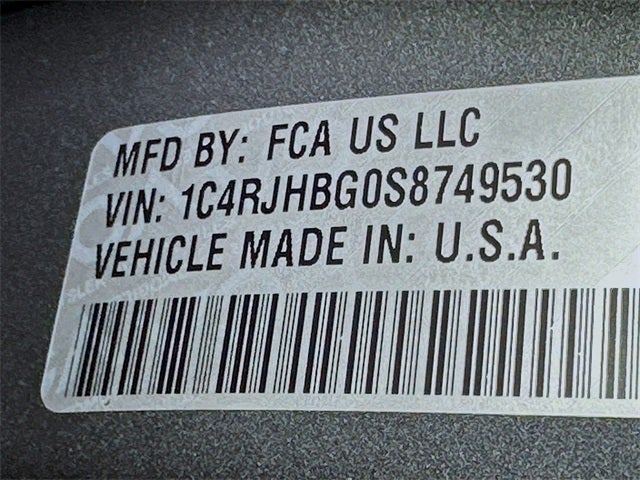 MFD BY: FCA US LLC
VIN: 1C4RJHBG0S8749530
VEHICLE MADE IN: U.S.A.